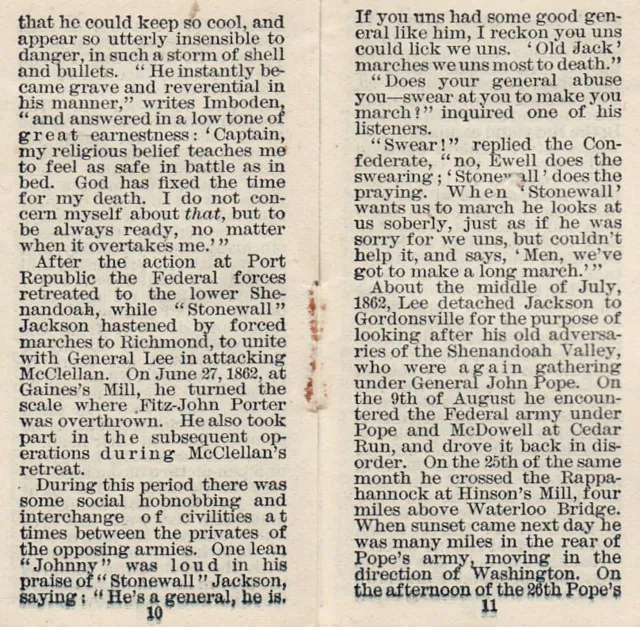 that he could keep so cool, and
appear so utterly insensible to
danger, in such a storm of shell
and bullets. "He instantly be-
came grave and reverential in
his manner," writes Imboden,
"and answered in a low tone of
great earnestness: 'Captain,
my religious belief teaches me
to feel as safe in battle as in
bed. God has fixed the time
for my death. I do not con-
cern myself about that, but to
be always ready, no matter
when it overtakes me.'"
After the action at Port
Republic the Federal forces
retreated to the lower She-
nandoah, while "Stonewall"
Jackson hastened by forced
marches to Richmond, to unite
with General Lee in attacking
McClellan. On June 27, 1862, at
Gaines's Mill, he turned the
scale where Fitz-John Porter
was overthrown. He also took
part in the subsequent op-
erations during McClellan's
retreat.
During this period there was
some social hobnobbing and
interchange of civilities at
times between the privates of
the opposing armies. One lean
"Johnny" was loud in his
praise of "Stonewall" Jackson,
saying: "He's a general, he is.
10
If you uns had some good gen-
eral like him, I reckon you uns
could lick we uns. 'Old Jack'
marches we uns most to death."
"Does your general abuse
you—swear at you to make you
march?" inquired one of his
listeners.
"Swear!" replied the Con-
federate, "no, Ewell does the
swearing; 'Stonewall' does the
praying. When 'Stonewall'
wants us to march he looks at
us soberly, just as if he was
sorry for we uns, but couldn't
help it, and says, 'Men, we've
got to make a long march.'"
About the middle of July,
1862, Lee detached Jackson to
Gordonsville for the purpose of
looking after his old adversa-
ries of the Shenandoah Valley,
who were again gathering
under General John Pope. On
the 9th of August he encoun-
tered the Federal army under
Pope and McDowell at Cedar
Run, and drove it back in dis-
order. On the 25th of the same
month he crossed the Rappa-
hannock at Hinson's Mill, four
miles above Waterloo Bridge.
When sunset came next day he
was many miles in the rear of
Pope's army, moving in the
direction of Washington. On
the afternoon of the 26th Pope's
11